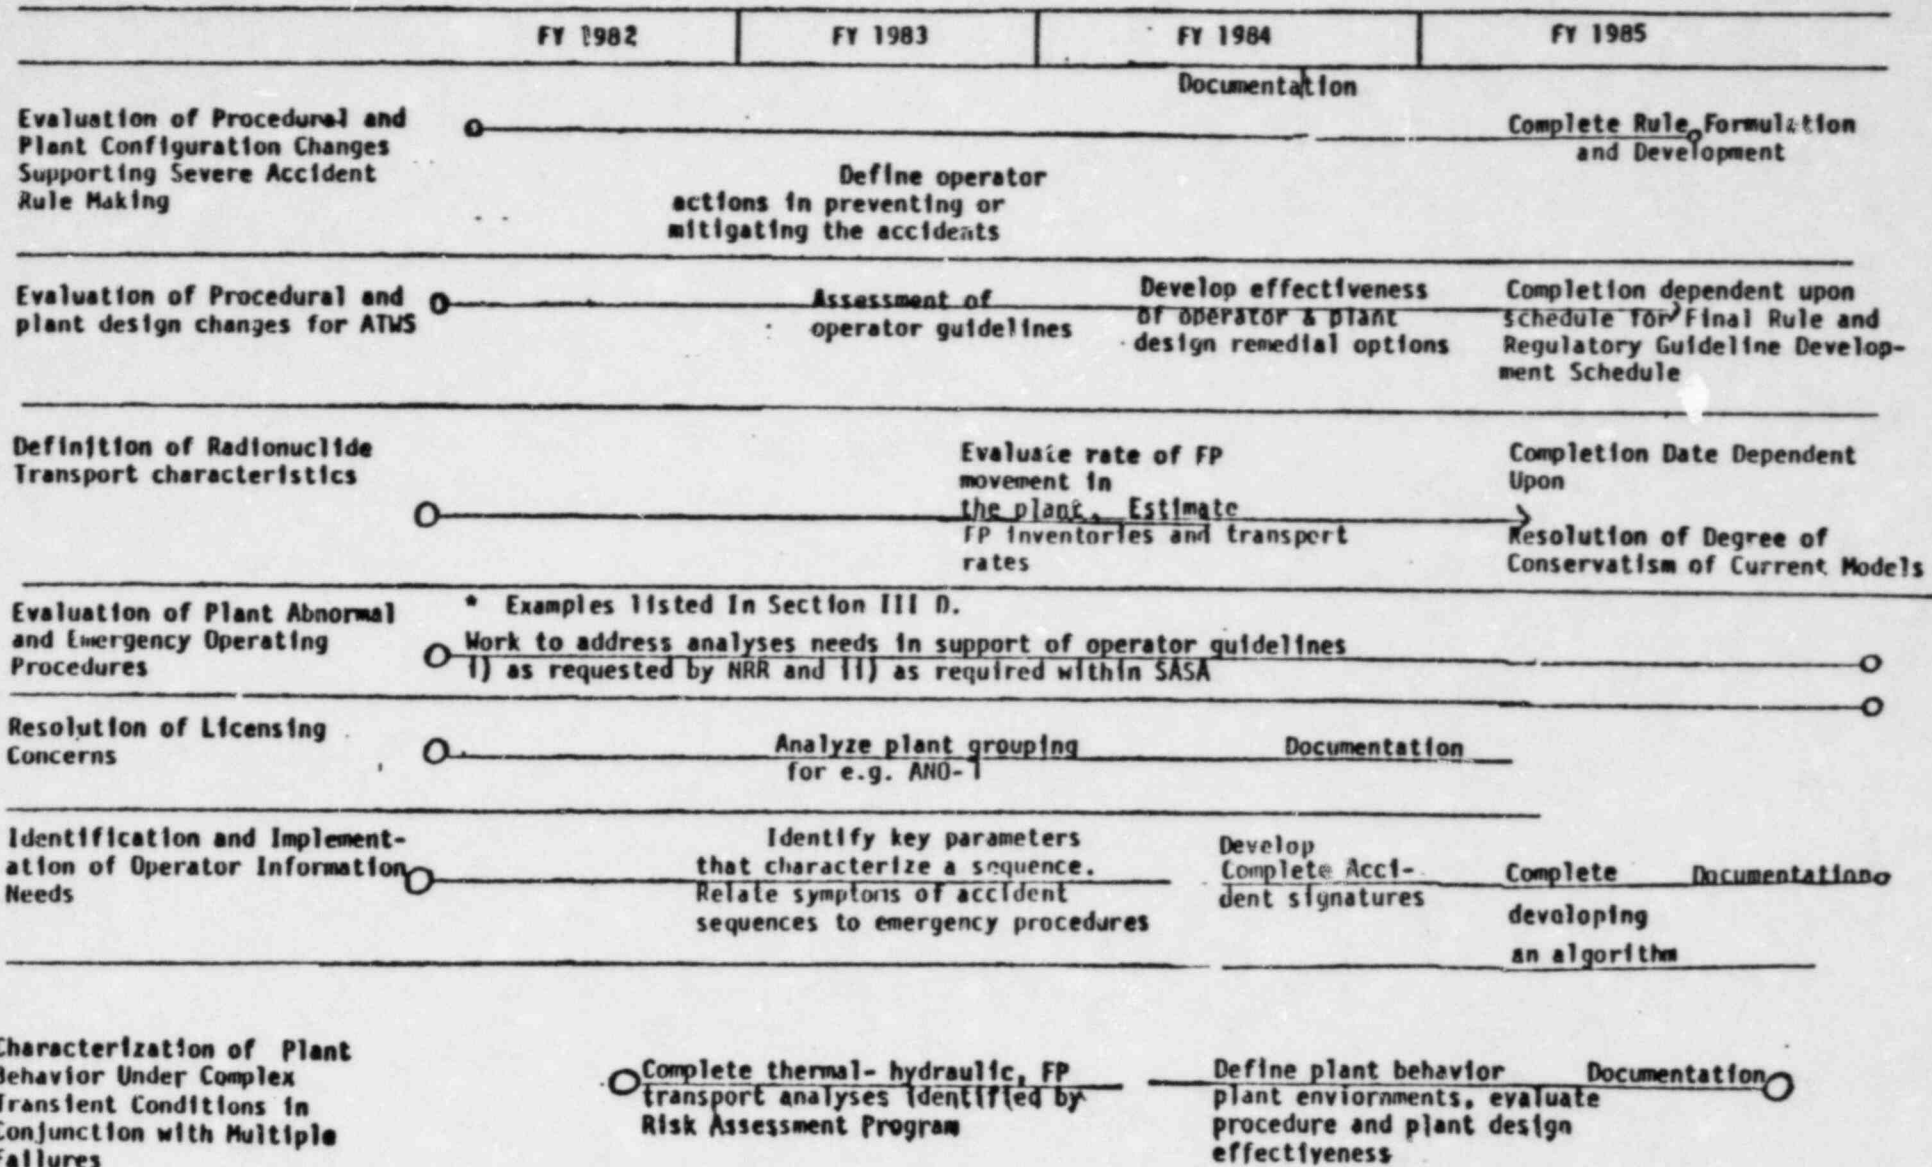 FY 1982 FY 1983 FY 1984 FY 1985
Documentation
Evaluation of Procedural and
Plant Configuration Changes
Supporting Severe Accident
Rule Making
Complete Rule Formulation
and Development
Define operator
actions in preventing or
mitigating the accidents
Evaluation of Procedural and
plant design changes for ATWS
Assessment of
operator guidelines
Develop effectiveness
of operator & plant
design remedial options
Completion dependent upon
schedule for Final Rule and
Regulatory Guideline Develop-
ment Schedule
Definition of Radionuclide
Transport characteristics
Evaluate rate of FP
movement in
the plant. Estimate
FP inventories and transport
rates
Completion Date Dependent
Upon
Resolution of Degree of
Conservatism of Current Models
Evaluation of Plant Abnormal
and Emergency Operating
Procedures
* Examples listed In Section III D.
Work to address analyses needs in support of operator guidelines
i) as requested by NRR and ii) as required within SASA
Resolution of Licensing
Concerns
Analyze plant grouping
for e.g. ANO-1
Documentation
Identification and Implement-
ation of Operator Information
Needs
Identify key parameters
that characterize a sequence.
Relate symptons of accident
sequences to emergency procedures
Develop
Complete Acci-
dent signatures
Complete
developing
an algorithm
Documentation
Characterization of Plant
Behavior Under Complex
Transient Conditions in
Conjunction with Multiple
Failures
Complete thermal- hydraulic, FP
transport analyses identified by
Risk Assessment Program
Define plant behavior
plant enviornments, evaluate
procedure and plant design
effectiveness
Documentation